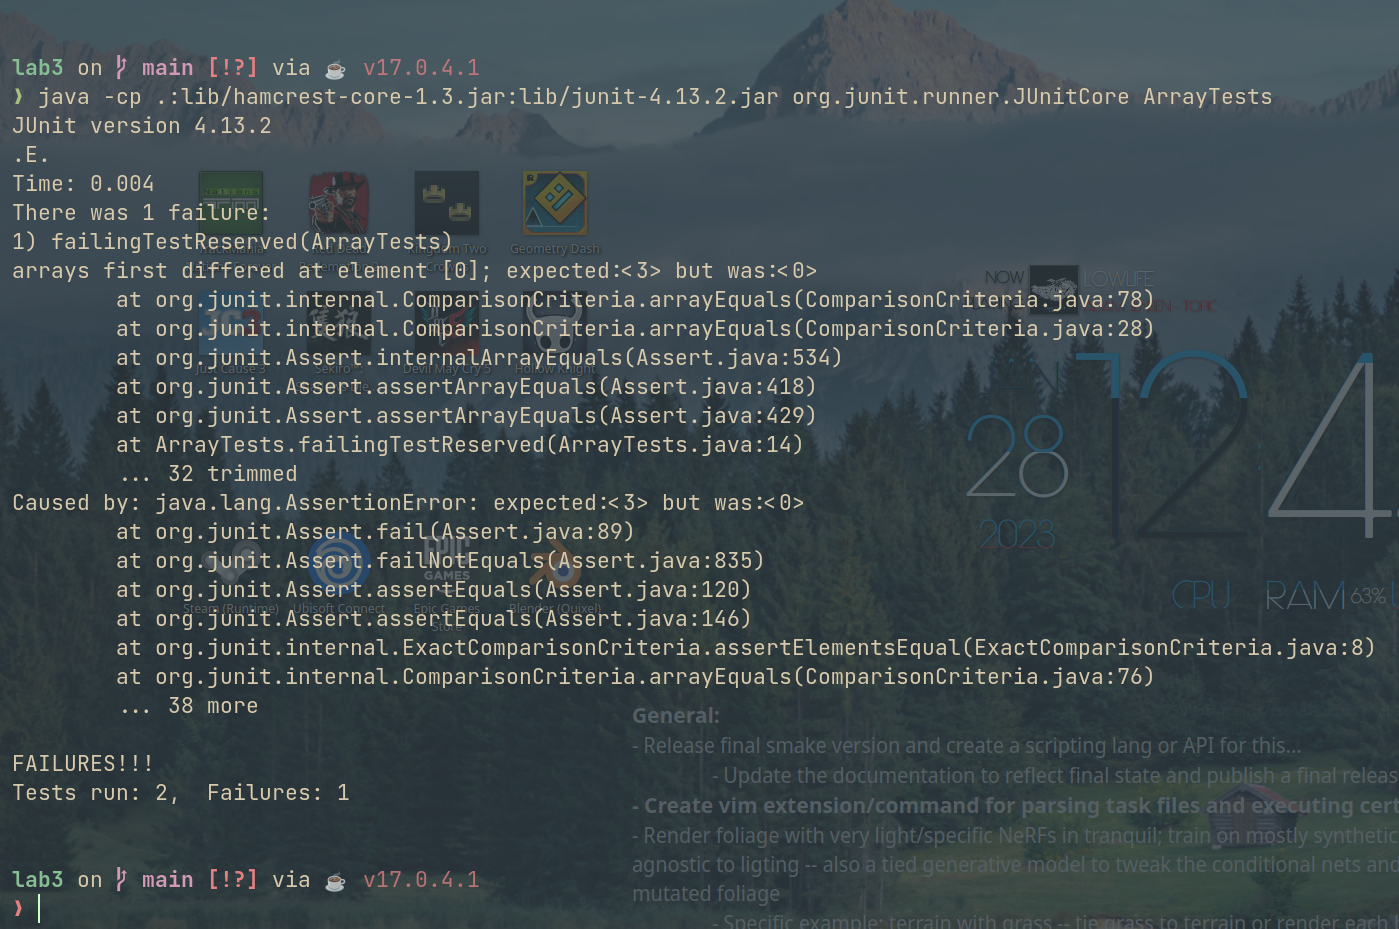 lab3 on main [!?] via v17.0.4.1
❯ java -cp .:lib/hamcrest-core-1.3.jar:lib/junit-4.13.2.jar org.junit.runner.JUnitCore ArrayTests
JUnit version 4.13.2
.E.
Time: 0.004
There was 1 failure:
1) failingTestReserved(ArrayTests)
arrays first differed at element [0]; expected:<3> but was:<0>
at org.junit.internal.ComparisonCriteria.arrayEquals(ComparisonCriteria.java:78)
at org.junit.internal.ComparisonCriteria.arrayEquals(ComparisonCriteria.java:28)
at org.junit.Assert.internalArrayEquals(Assert.java:534)
at org.junit.Assert.assertArrayEquals(Assert.java:418)
at org.junit.Assert.assertArrayEquals(Assert.java:429)
at ArrayTests.failingTestReserved(ArrayTests.java:14)
... 32 trimmed
Caused by: java.lang.AssertionError: expected:<3> but was:<0>
at org.junit.Assert.fail(Assert.java:89)
at org.junit.Assert.failNotEquals(Assert.java:835)
at org.junit.Assert.assertEquals(Assert.java:120)
at org.junit.Assert.assertEquals(Assert.java:146)
at org.junit.internal.ExactComparisonCriteria.assertElementsEqual(ExactComparisonCriteria.java:8)
at org.junit.internal.ComparisonCriteria.arrayEquals(ComparisonCriteria.java:76)
... 38 more
FAILURES!!!
Tests run: 2,  Failures: 1
lab3 on main [!?] via v17.0.4.1
❯
Geometry Dash
Just Cause 3
Sekiro™:
Devil May Cry 5
Hollow Knight
Steam (Runtime)
Ubisoft Connect
Epic Games
Store
Blender (Quixel)
EPIC
GAMES
NOW
LOWLIFE
28
2023
12
4
CPU
RAM 63%
General:
- Release final smake version and create a scripting lang or API for this...
- Update the documentation to reflect final state and publish a final
- Create vim extension/command for parsing task files and executing
- Render foliage with very light/specific NeRFs in tranquil; train on mostly
agnostic to ligting -- also a tied generative model to tweak the conditional nets and
mutated foliage
- Specific example: terrain with grass -- tie grass to terrain or render each